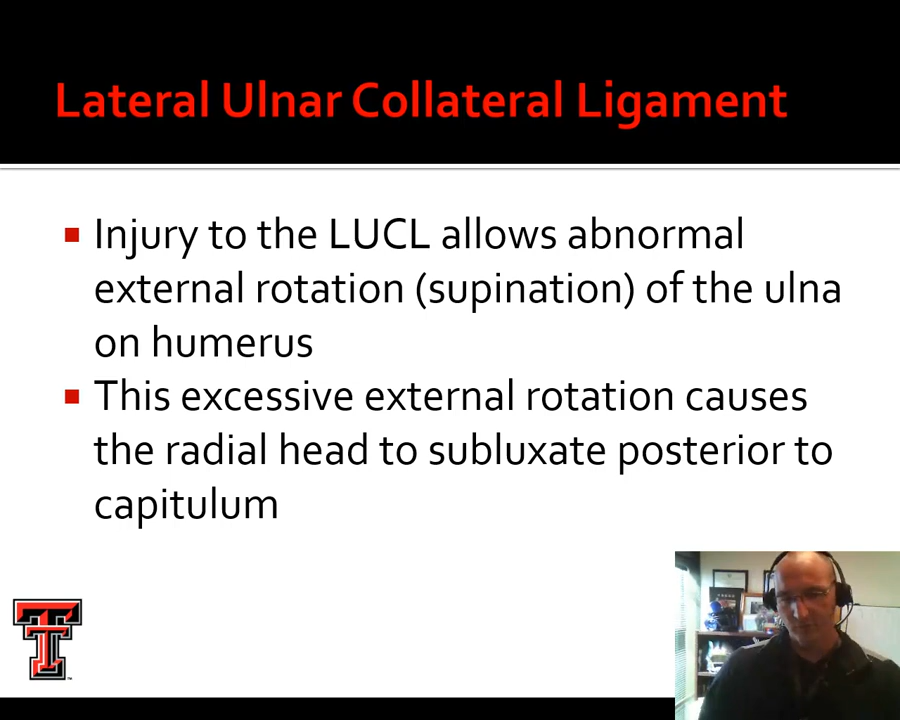 Lateral Ulnar Collateral Ligament
Injury to the LUCL allows abnormal
external rotation (supination) of the ulna
on humerus
This excessive external rotation causes
the radial head to subluxate posterior to
capitulum